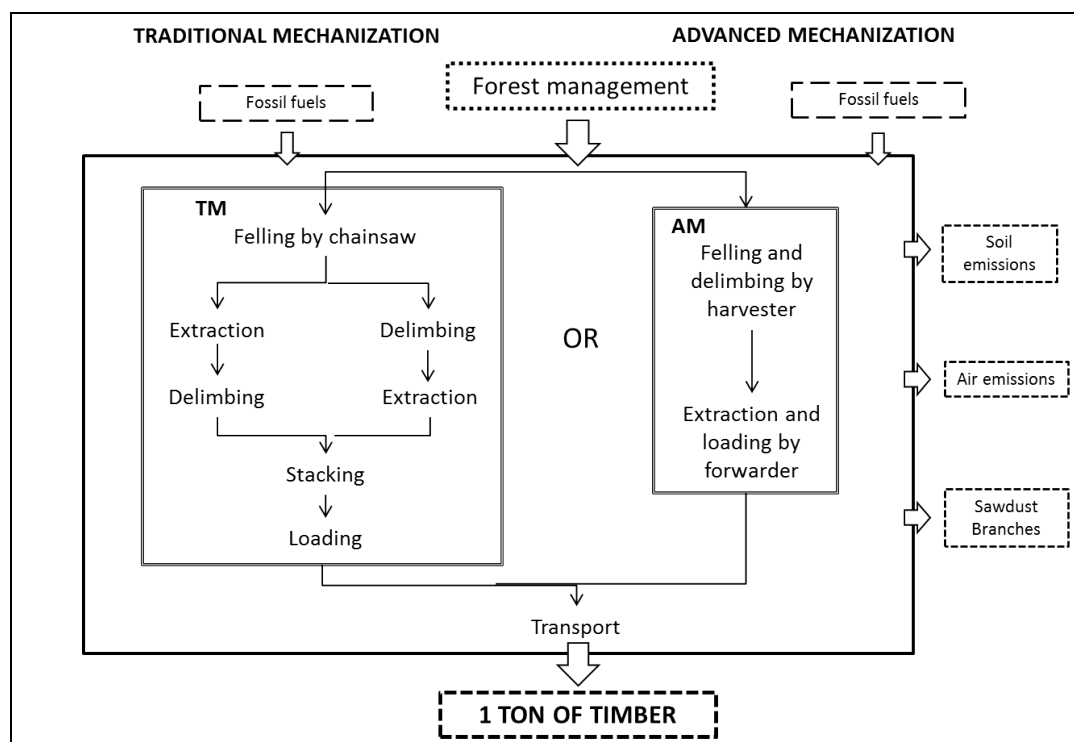 TRADITIONAL MECHANIZATION
ADVANCED MECHANIZATION
Forest management
Fossil fuels
Fossil fuels
TM
Felling by chainsaw
Extraction
Delimbing
Delimbing
Extraction
Stacking
Loading
OR
AM
Felling and
delimbing by
harvester
Extraction and
loading by
forwarder
Soil
emissions
Air emissions
Sawdust
Branches
Transport
1 TON OF TIMBER